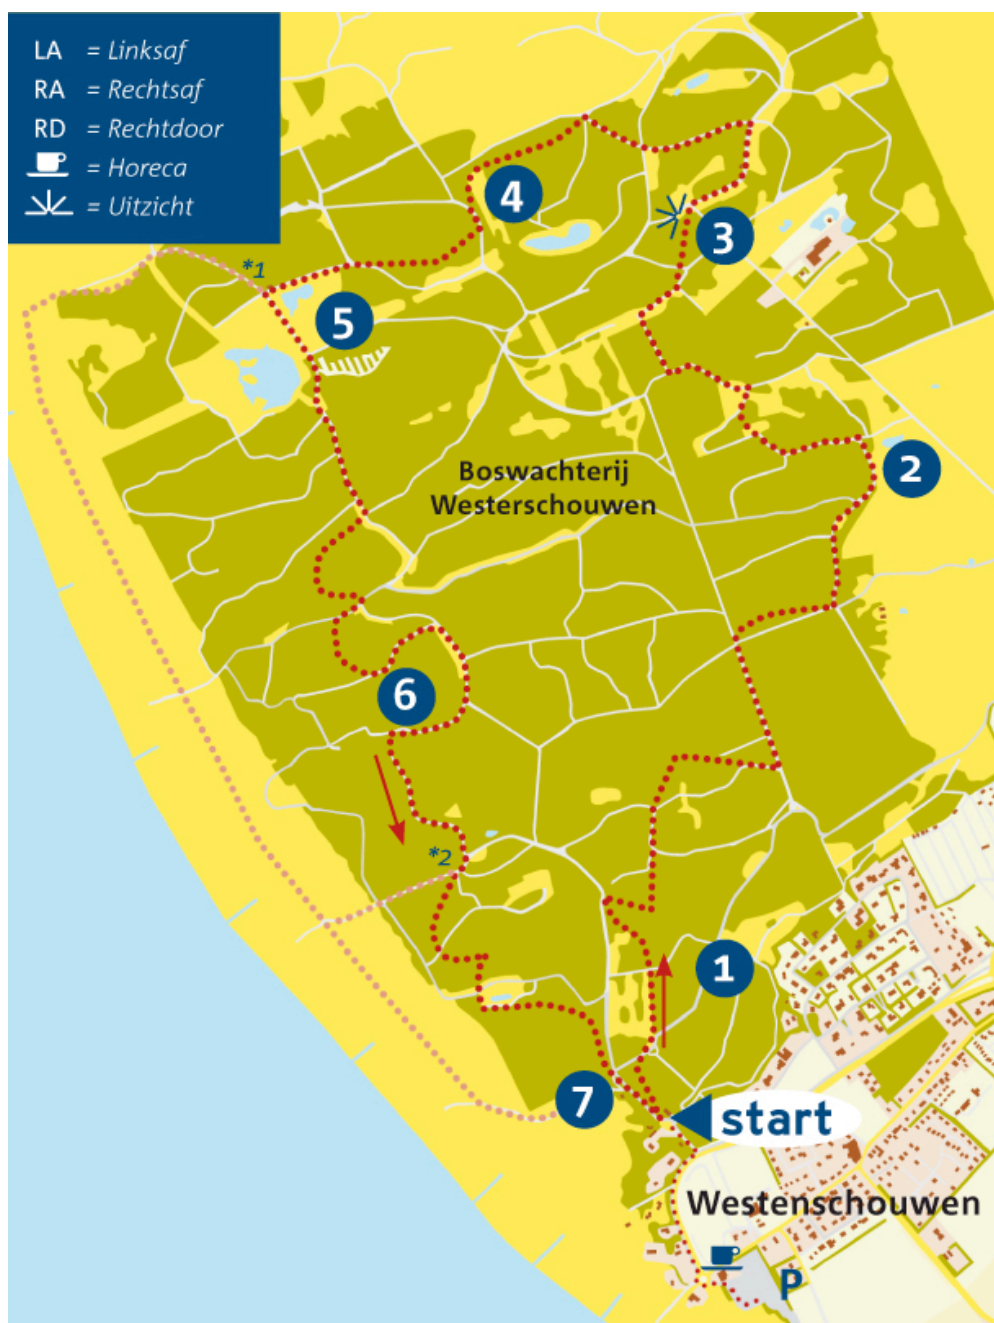 LA = Linksaf
RA = Rechtsaf
RD = Rechtdoor
= Horeca
= Uitzicht
4
3
*1
5
2
Boswachterij
Westerschouwen
6
*2
1
7
start
Westenschouwen
P